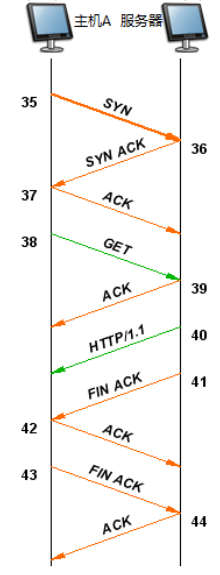 主机A 服务器
35
SYN
36
SYN ACK
37
ACK
38
GET
39
ACK
40
HTTP/1.1
41
FIN ACK
42
ACK
43
FIN ACK
44
ACK